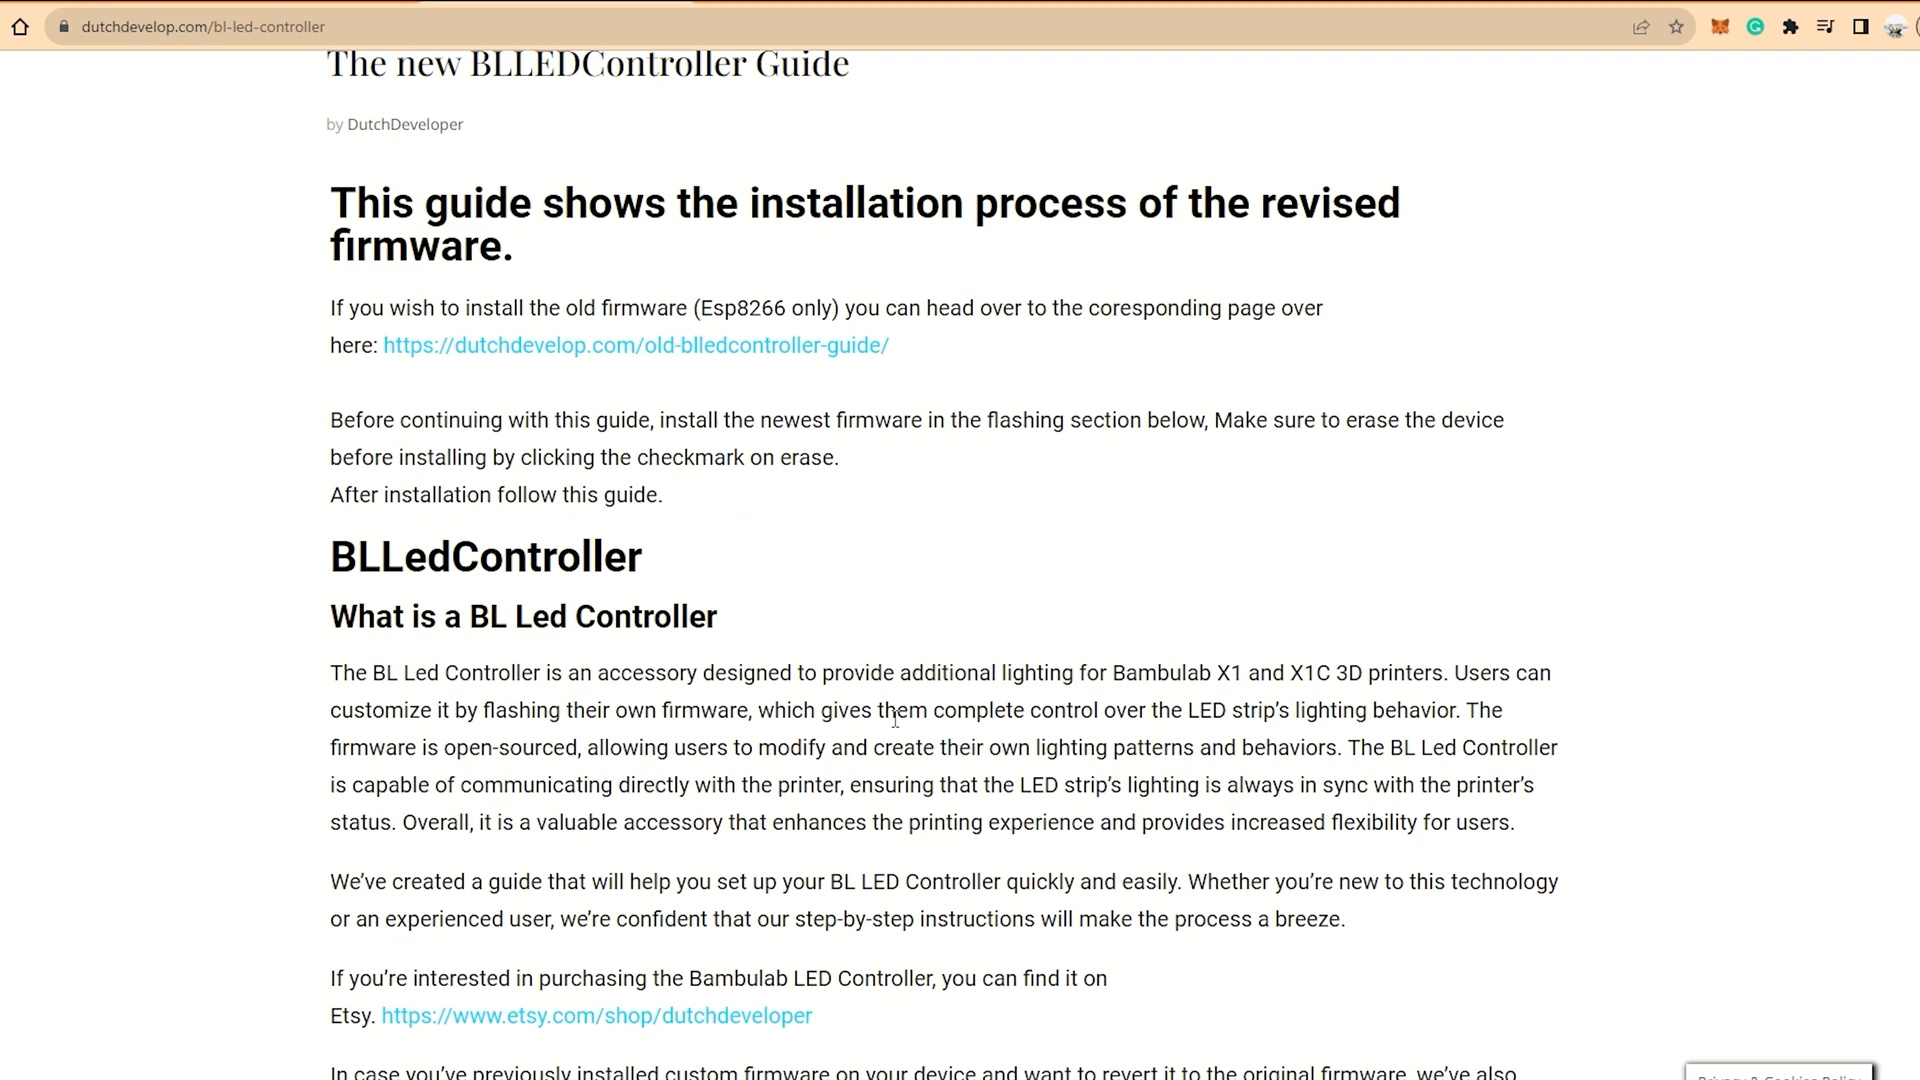 dutchdevelop.com/bl-led-controller
The new BLLEDController Guide
by DutchDeveloper
This guide shows the installation process of the revised
firmware.
If you wish to install the old firmware (Esp8266 only) you can head over to the coresponding page over
here: https://dutchdevelop.com/old-blledcontroller-guide/
Before continuing with this guide, install the newest firmware in the flashing section below, Make sure to erase the device
before installing by clicking the checkmark on erase.
After installation follow this guide.
BLLedController
What is a BL Led Controller
The BL Led Controller is an accessory designed to provide additional lighting for Bambulab X1 and X1C 3D printers. Users can
customize it by flashing their own firmware, which gives them complete control over the LED strip’s lighting behavior. The
firmware is open-sourced, allowing users to modify and create their own lighting patterns and behaviors. The BL Led Controller
is capable of communicating directly with the printer, ensuring that the LED strip’s lighting is always in sync with the printer’s
status. Overall, it is a valuable accessory that enhances the printing experience and provides increased flexibility for users.
We’ve created a guide that will help you set up your BL LED Controller quickly and easily. Whether you’re new to this technology
or an experienced user, we’re confident that our step-by-step instructions will make the process a breeze.
If you’re interested in purchasing the Bambulab LED Controller, you can find it on
Etsy. https://www.etsy.com/shop/dutchdeveloper
In case you’ve previously installed custom firmware on your device and want to revert it to the original firmware, we’ve also
Privacy & Cookies Policy